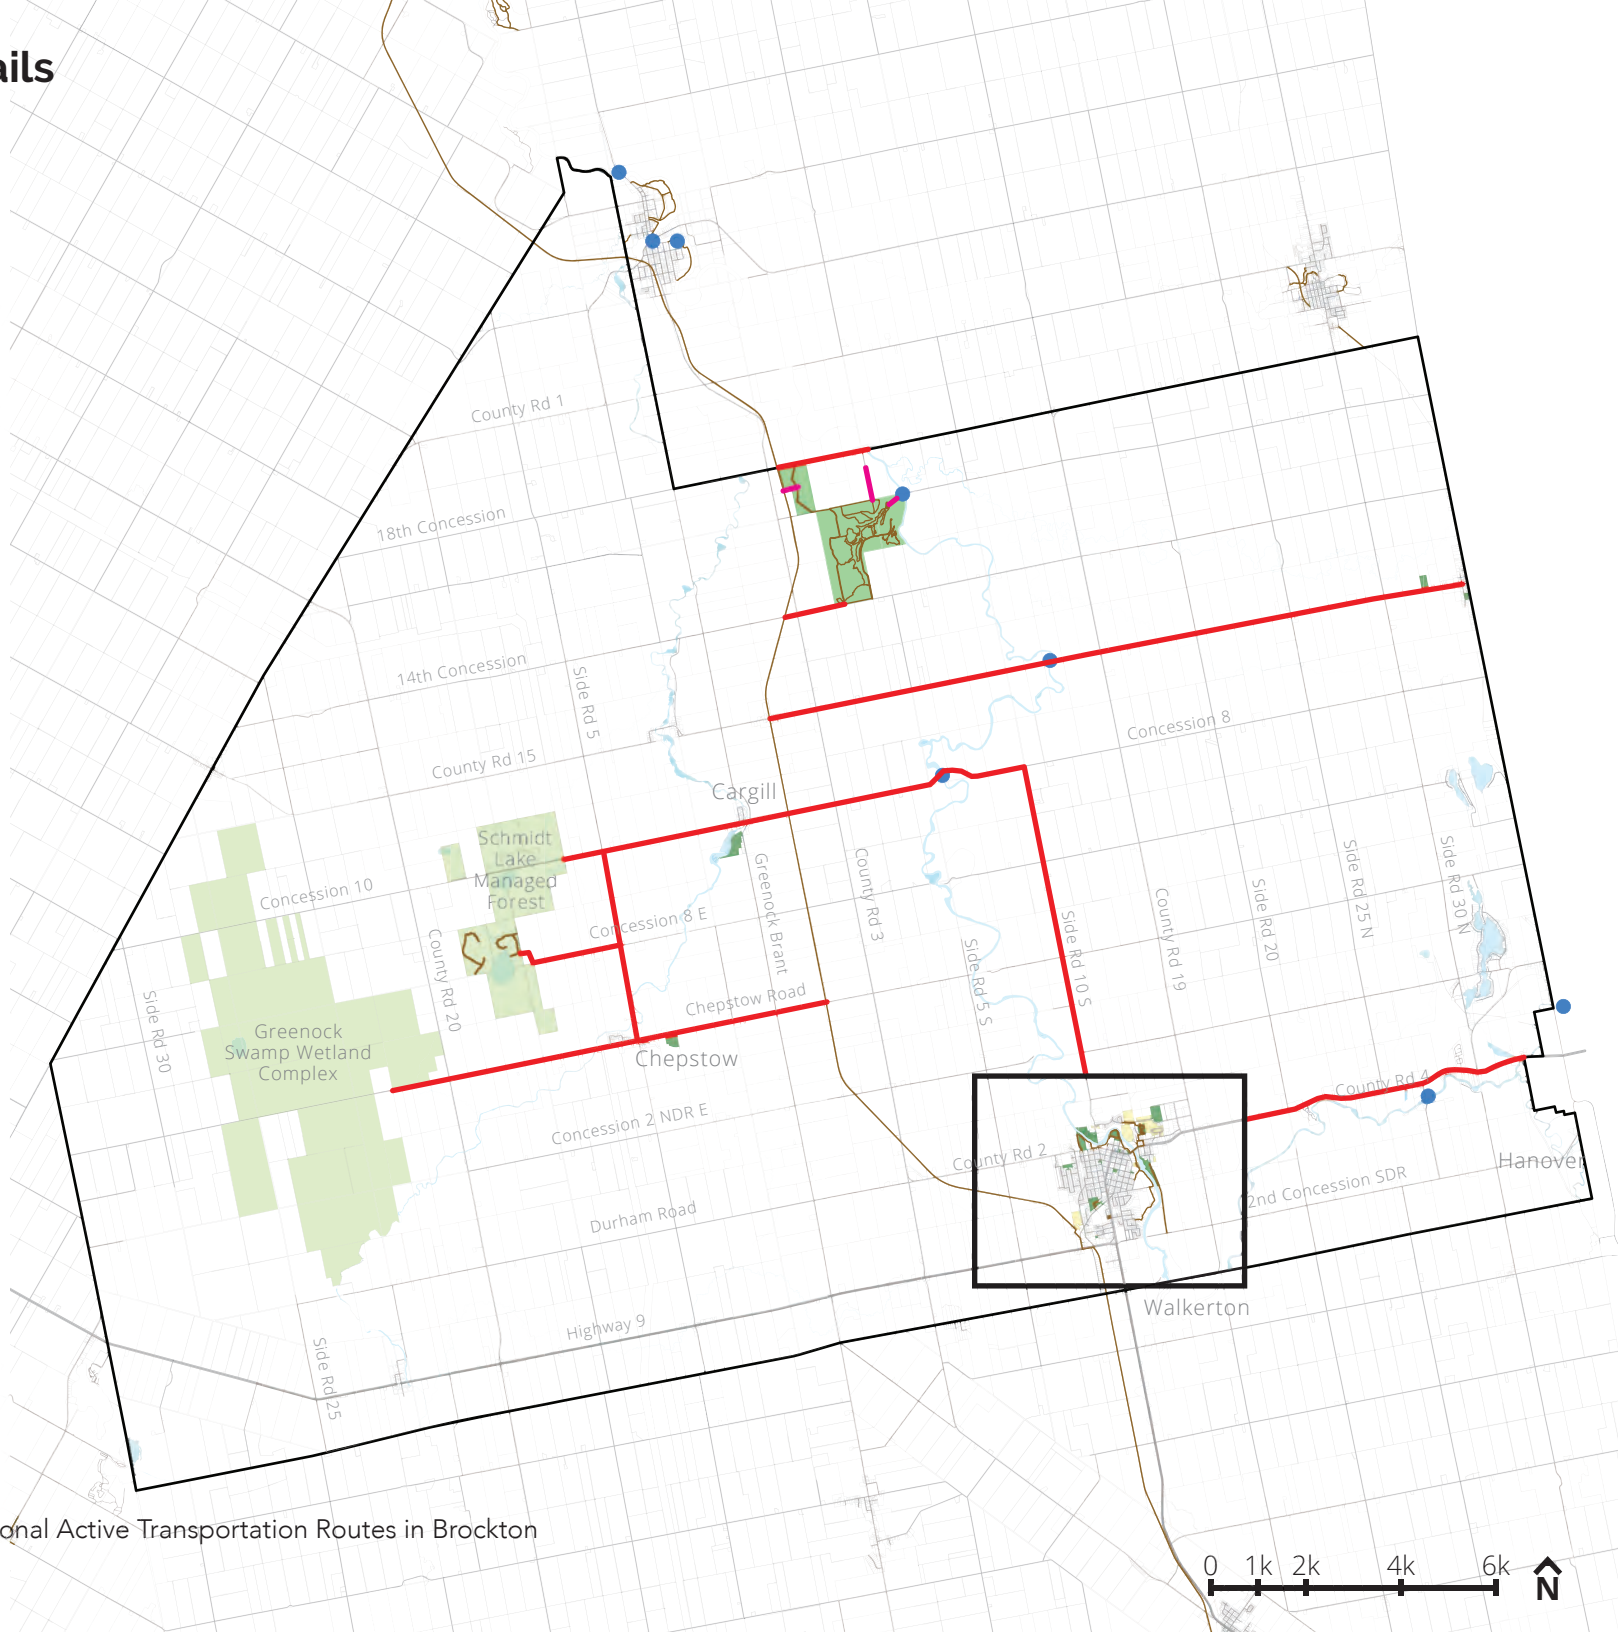 ails
County Rd 1
18th Concession
14th Concession
Side Rd 5
County Rd 15
Concession 8
Cargill
Schmidt
Lake
Managed
Forest
Concession 10
Concession 8 E
Greenock Brant
County Rd 3
Side Rd 5 S
Side Rd 10 S
County Rd 19
Side Rd 20
Side Rd 25 N
Side Rd 30 N
County Rd 20
Side Rd 30
Chepstow Road
Greenock
Swamp Wetland
Complex
Chepstow
County Rd 4
Concession 2 NDR E
County Rd 2
Hanover
2nd Concession SDR
Durham Road
Walkerton
Highway 9
Side Rd 25
onal Active Transportation Routes in Brockton
0 1k 2k 4k 6k
N